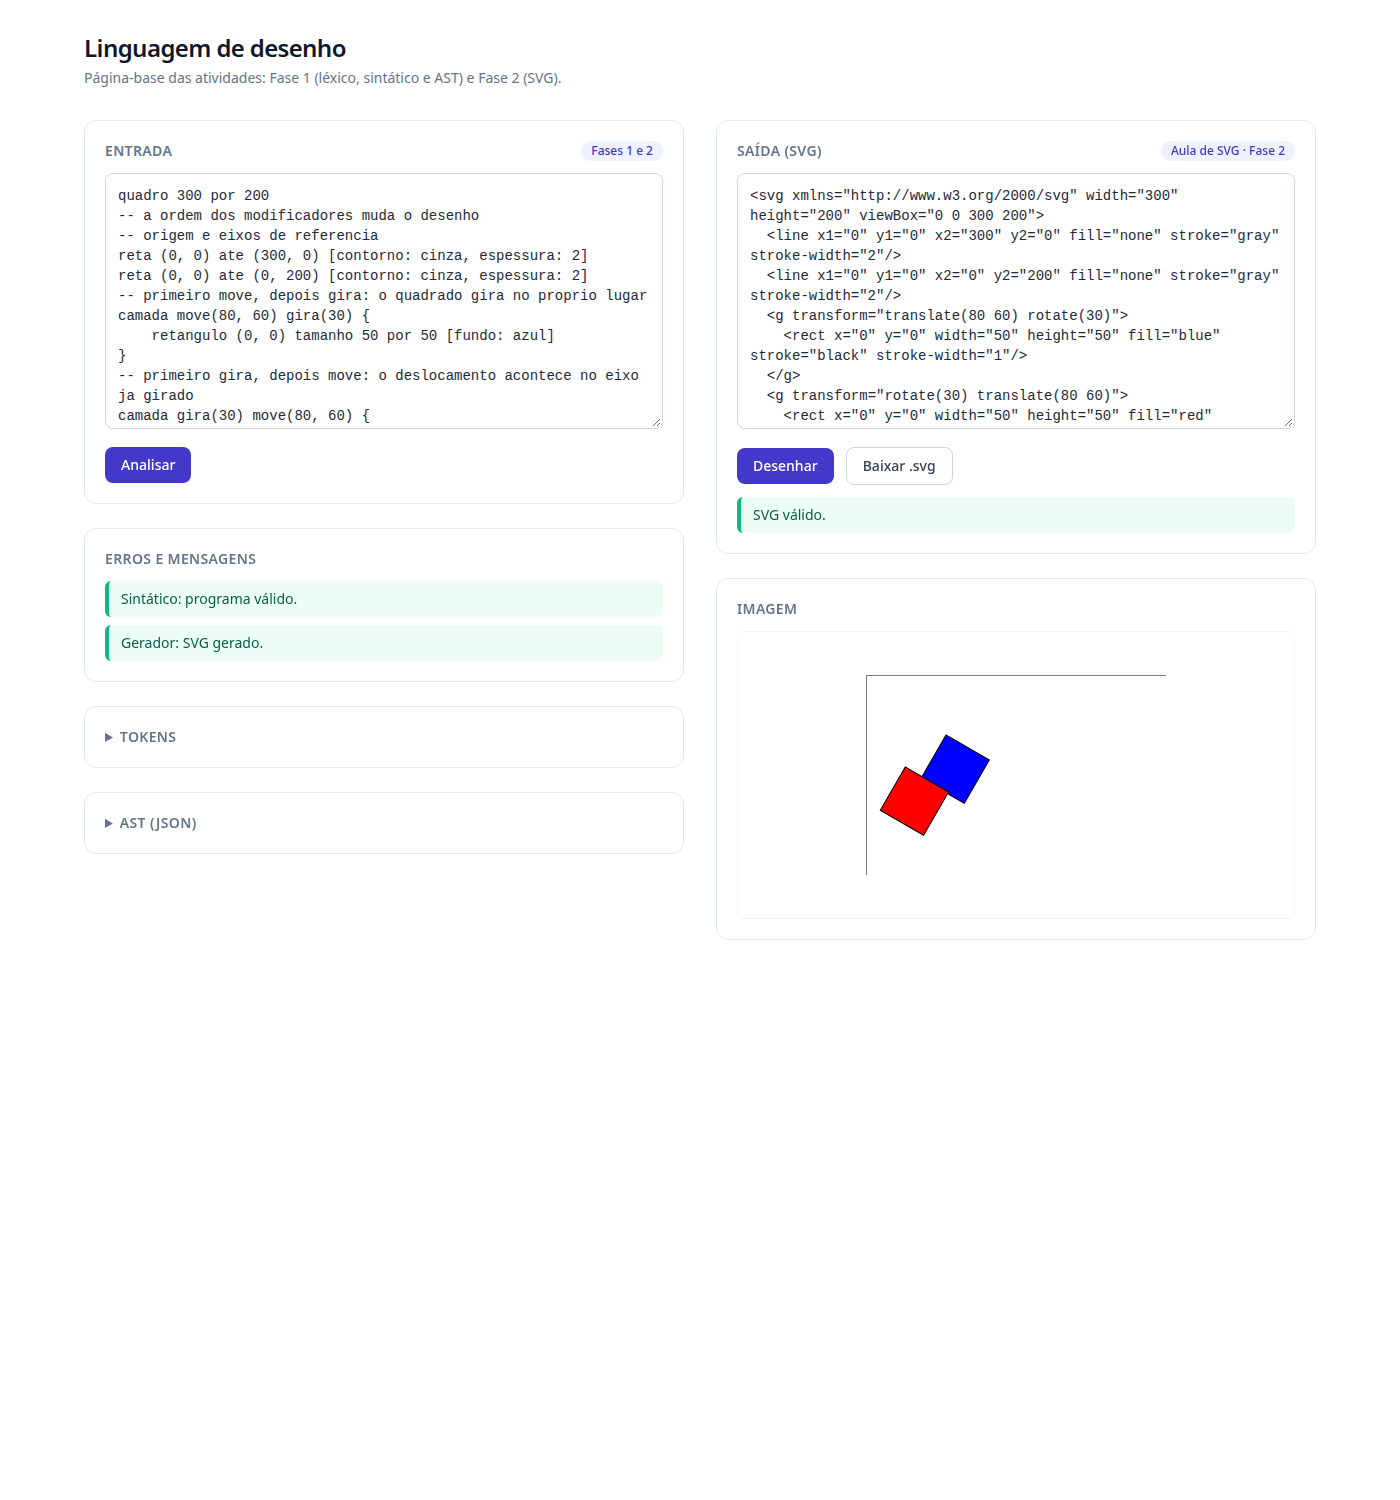 Linguagem de desenho
Página-base das atividades: Fase 1 (léxico, sintático e AST) e Fase 2 (SVG).
ENTRADA
Fases 1 e 2
quadro 300 por 200
-- a ordem dos modificadores muda o desenho
-- origem e eixos de referencia
reta (0, 0) ate (300, 0) [contorno: cinza, espessura: 2]
reta (0, 0) ate (0, 200) [contorno: cinza, espessura: 2]
-- primeiro move, depois gira: o quadrado gira no proprio lugar
camada move(80, 60) gira(30) {
    retangulo (0, 0) tamanho 50 por 50 [fundo: azul]
}
-- primeiro gira, depois move: o deslocamento acontece no eixo
ja girado
camada gira(30) move(80, 60) {
Analisar
ERROS E MENSAGENS
Sintático: programa válido.
Gerador: SVG gerado.
TOKENS
AST (JSON)
SAÍDA (SVG)
Aula de SVG · Fase 2
<svg xmlns="http://www.w3.org/2000/svg" width="300"
height="200" viewBox="0 0 300 200">
  <line x1="0" y1="0" x2="300" y2="0" fill="none" stroke="gray"
stroke-width="2"/>
  <line x1="0" y1="0" x2="0" y2="200" fill="none" stroke="gray"
stroke-width="2"/>
  <g transform="translate(80 60) rotate(30)">
    <rect x="0" y="0" width="50" height="50" fill="blue"
stroke="black" stroke-width="1"/>
  </g>
  <g transform="rotate(30) translate(80 60)">
    <rect x="0" y="0" width="50" height="50" fill="red"
Desenhar
Baixar .svg
SVG válido.
IMAGEM